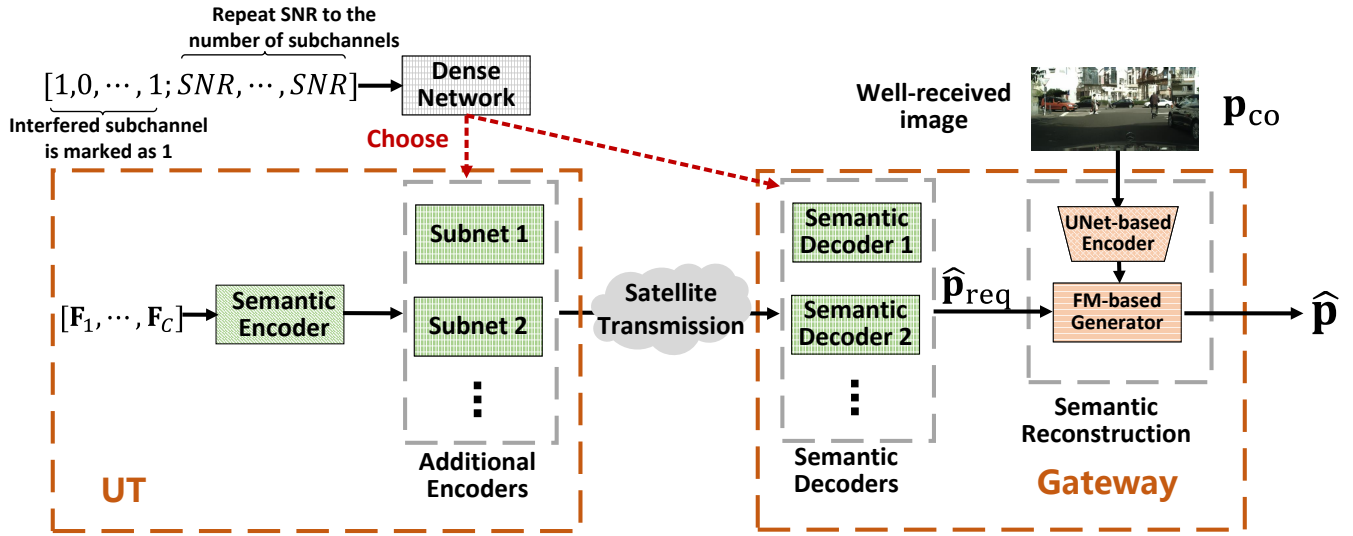 Repeat SNR to the
number of subchannels
[1,0, ⋯, 1; SNR, ⋯, SNR]
Dense
Network
Interfered subchannel
is marked as 1
Choose
Well-received
image
p_co
[F_1, ⋯, F_C]
Semantic
Encoder
Subnet 1
Subnet 2
⋮
Additional
Encoders
UT
Satellite
Transmission
Semantic
Decoder 1
Semantic
Decoder 2
⋮
Semantic
Decoders
p̂_req
UNet-based
Encoder
FM-based
Generator
p̂
Semantic
Reconstruction
Gateway